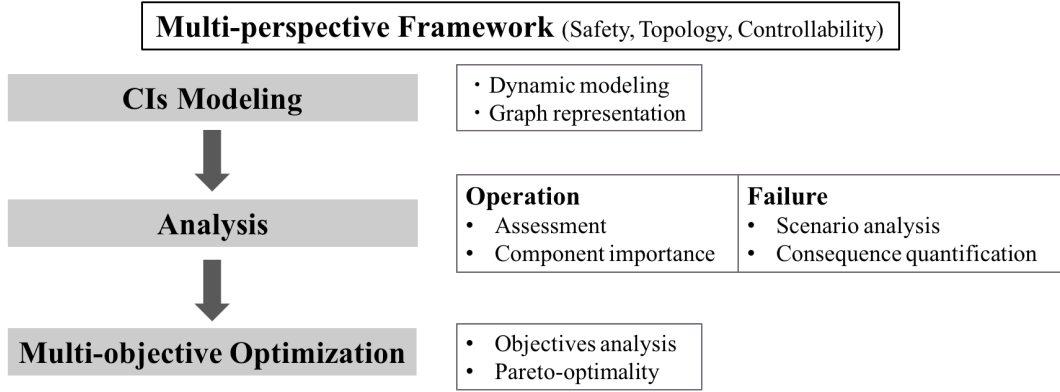 Multi-perspective Framework (Safety, Topology, Controllability)
CIs Modeling
・Dynamic modeling
・Graph representation
Analysis
Operation
• Assessment
• Component importance
Failure
• Scenario analysis
• Consequence quantification
Multi-objective Optimization
• Objectives analysis
• Pareto-optimality